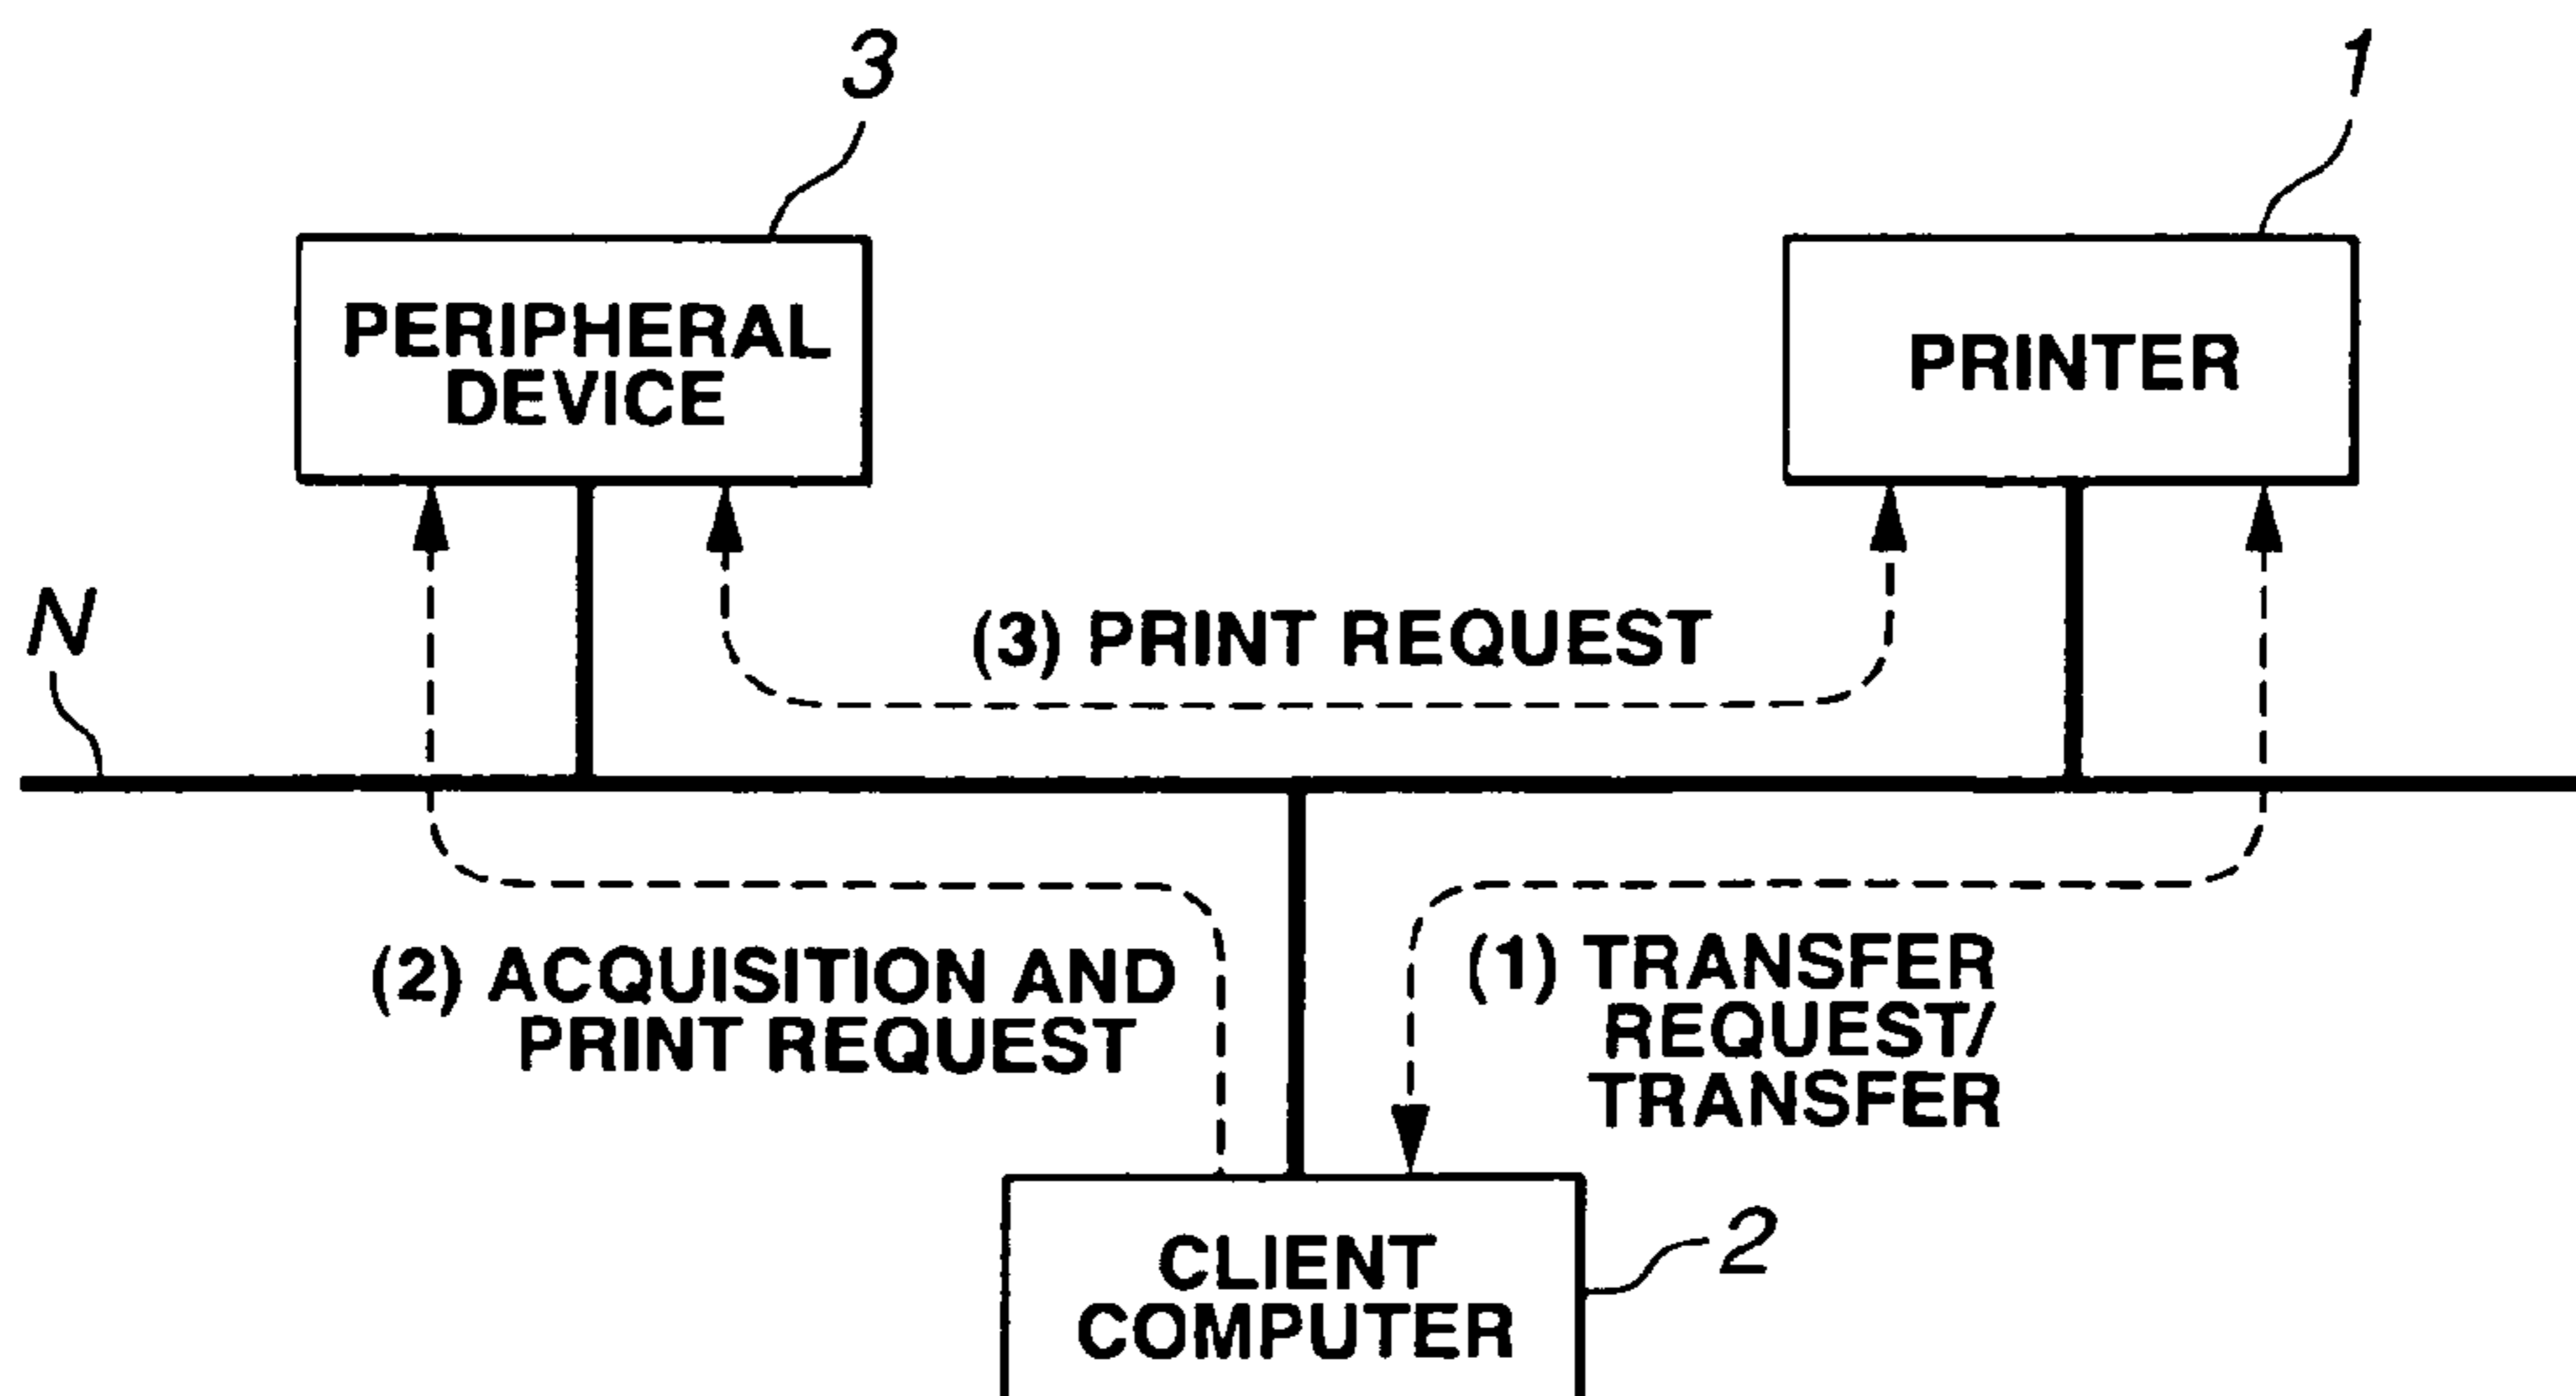 3
1
PERIPHERAL
DEVICE
PRINTER
N
(3) PRINT REQUEST
(2) ACQUISITION AND
PRINT REQUEST
(1) TRANSFER
REQUEST/
TRANSFER
CLIENT
COMPUTER
2